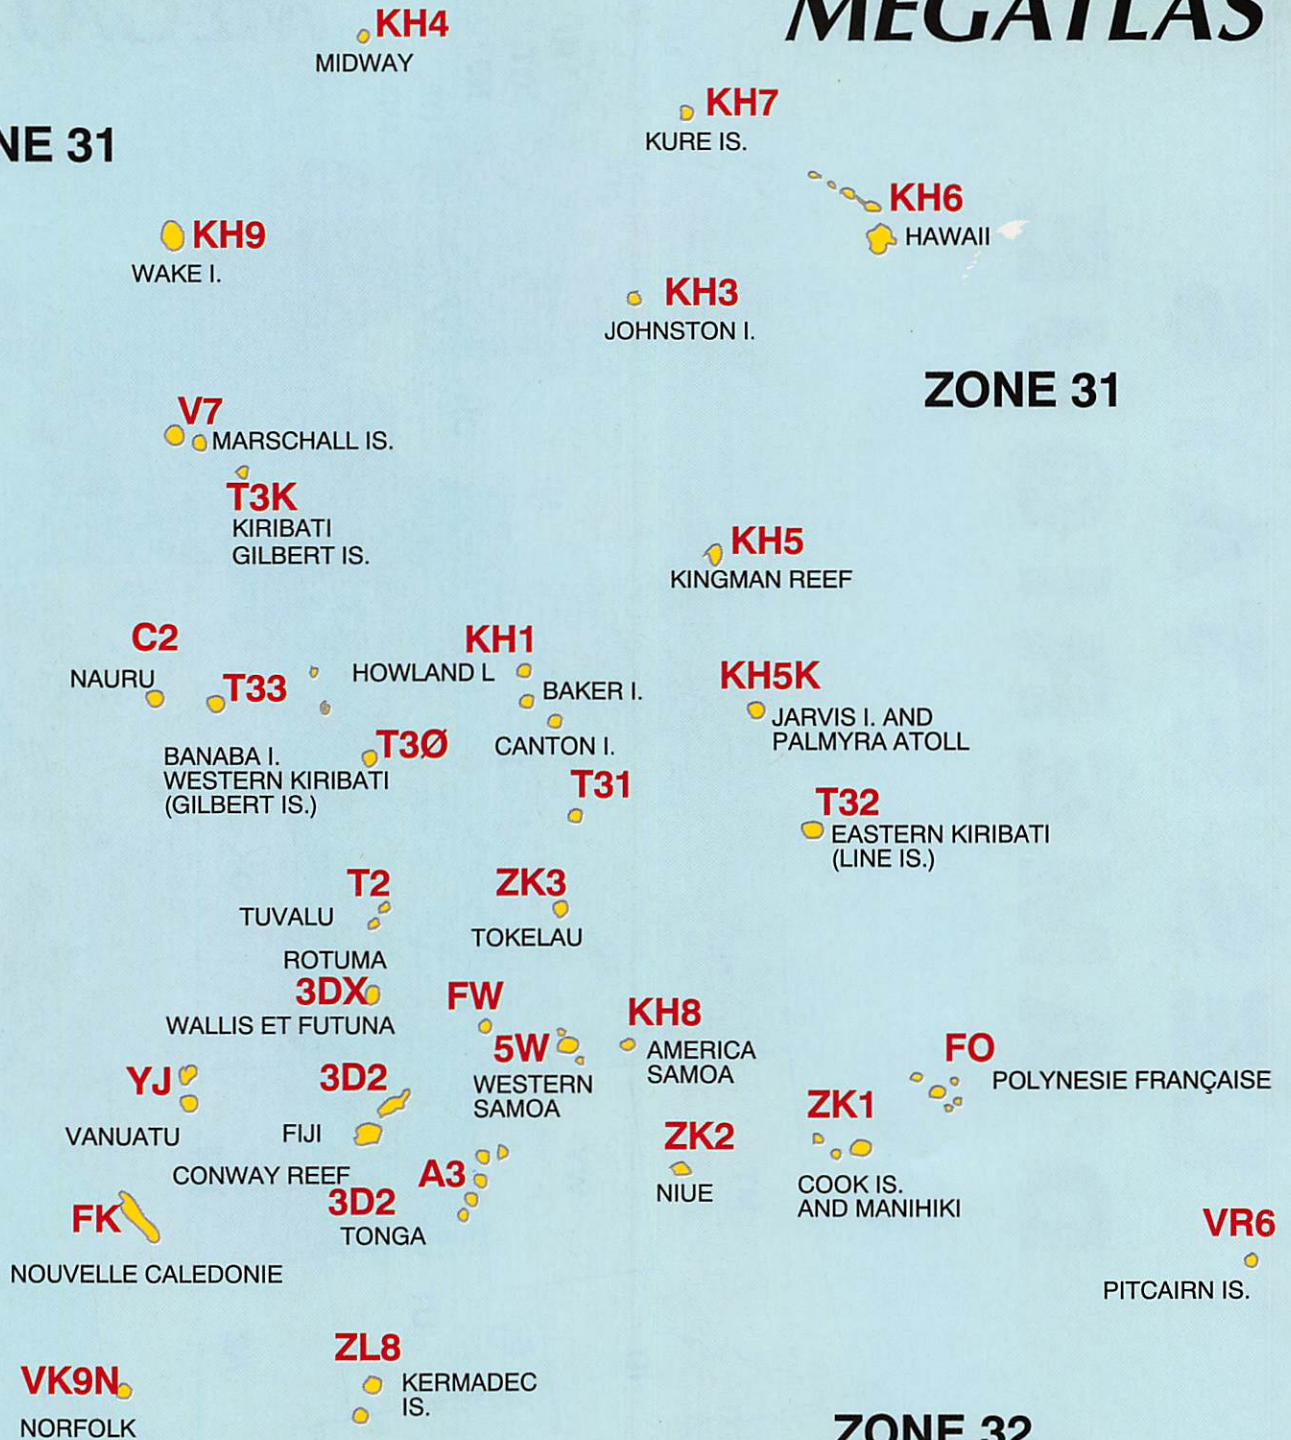 MEGATLAS
KH4
MIDWAY
KH7
KURE IS.
NE 31
KH6
HAWAII
KH9
WAKE I.
KH3
JOHNSTON I.
ZONE 31
V7
MARSCHALL IS.
T3K
KIRIBATI
GILBERT IS.
KH5
KINGMAN REEF
C2
NAURU
T33
BANABA I.
WESTERN KIRIBATI
(GILBERT IS.)
T3Ø
KH1
HOWLAND L
BAKER I.
CANTON I.
T31
KH5K
JARVIS I. AND
PALMYRA ATOLL
T32
EASTERN KIRIBATI
(LINE IS.)
T2
TUVALU
ZK3
TOKELAU
ROTUMA
3DX
WALLIS ET FUTUNA
FW
5W
WESTERN
SAMOA
KH8
AMERICA
SAMOA
FO
POLYNESIE FRANÇAISE
YJ
VANUATU
3D2
FIJI
CONWAY REEF
3D2
A3
TONGA
ZK2
NIUE
ZK1
COOK IS.
AND MANIHIKI
FK
NOUVELLE CALEDONIE
VR6
PITCAIRN IS.
ZL8
KERMADEC
IS.
VK9N
NORFOLK
ZONE 32